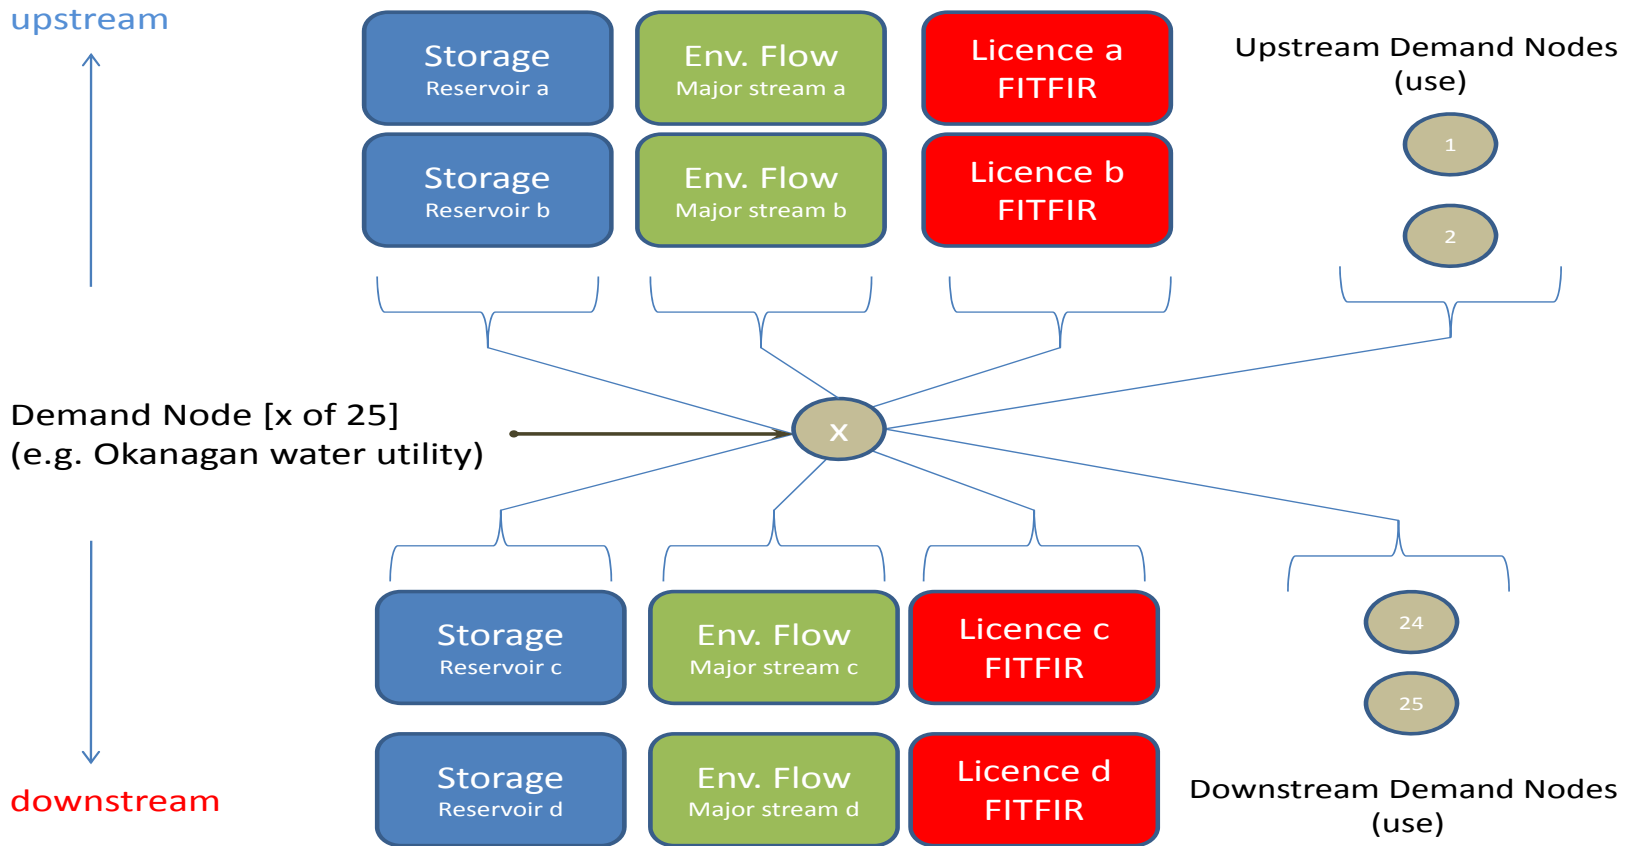 upstream
Storage
Reservoir a
Env. Flow
Major stream a
Licence a
FITFIR
Upstream Demand Nodes
(use)
1
Storage
Reservoir b
Env. Flow
Major stream b
Licence b
FITFIR
2
Demand Node [x of 25]
(e.g. Okanagan water utility)
x
Storage
Reservoir c
Env. Flow
Major stream c
Licence c
FITFIR
24
25
Storage
Reservoir d
Env. Flow
Major stream d
Licence d
FITFIR
downstream
Downstream Demand Nodes
(use)